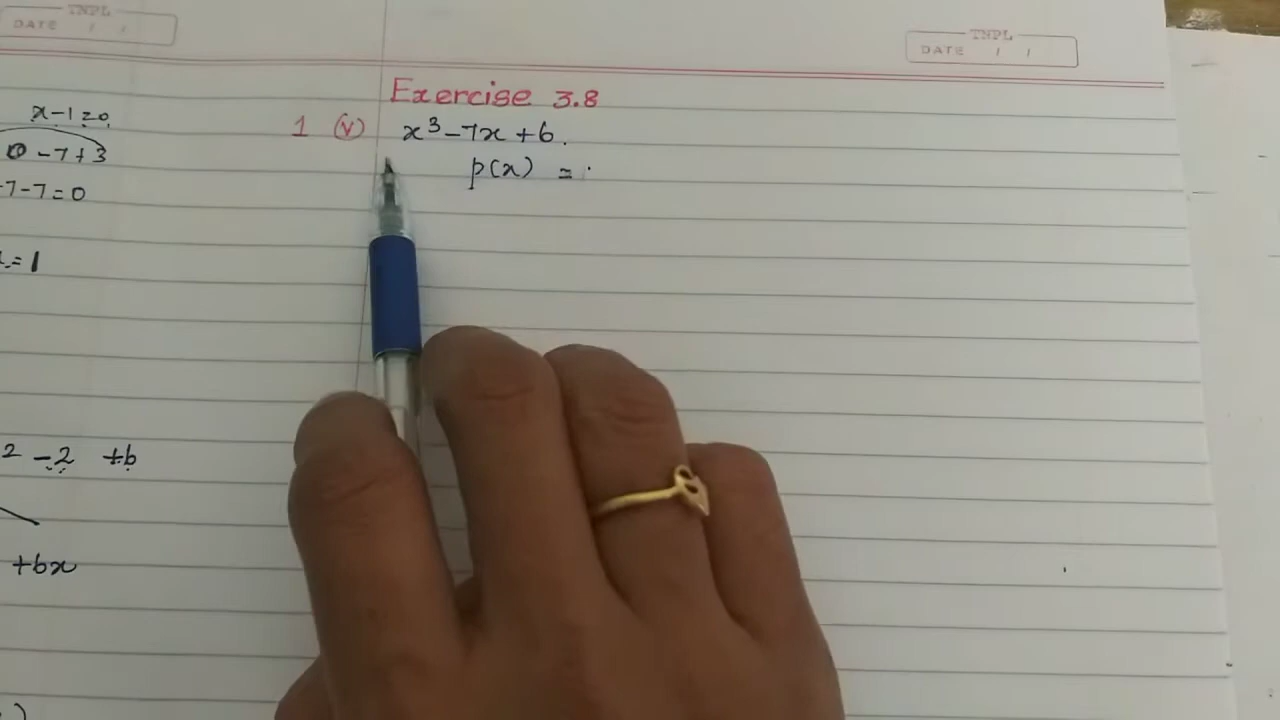 TNPL
DATE / /
TNPL
DATE / /
x-1=0
-7+3
-7-7=0
=1
2 -2 +b
+6x
Exercise 3.8
1 (v) x³-7x+6.
p(x) =